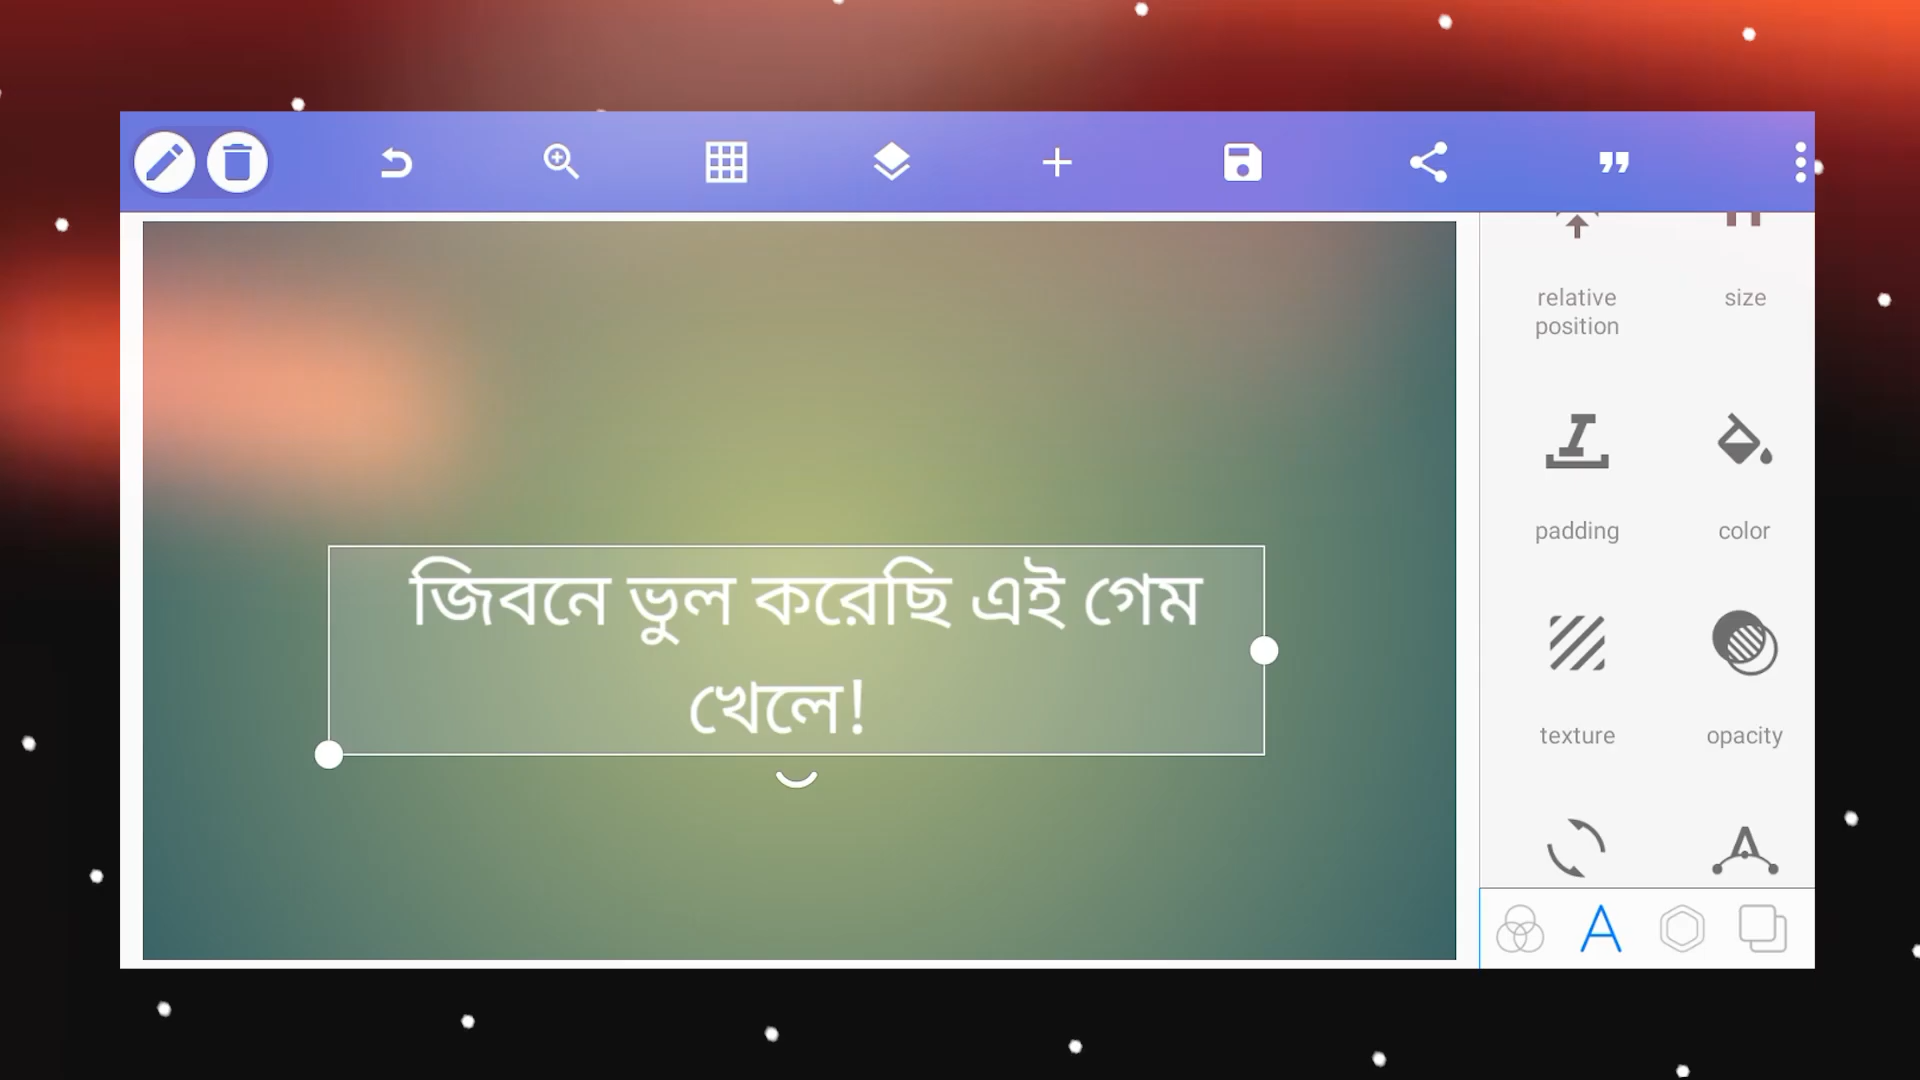 relative
position
size
padding
color
জিবনে ভুল করেছি এই গেম
খেলে!
texture
opacity